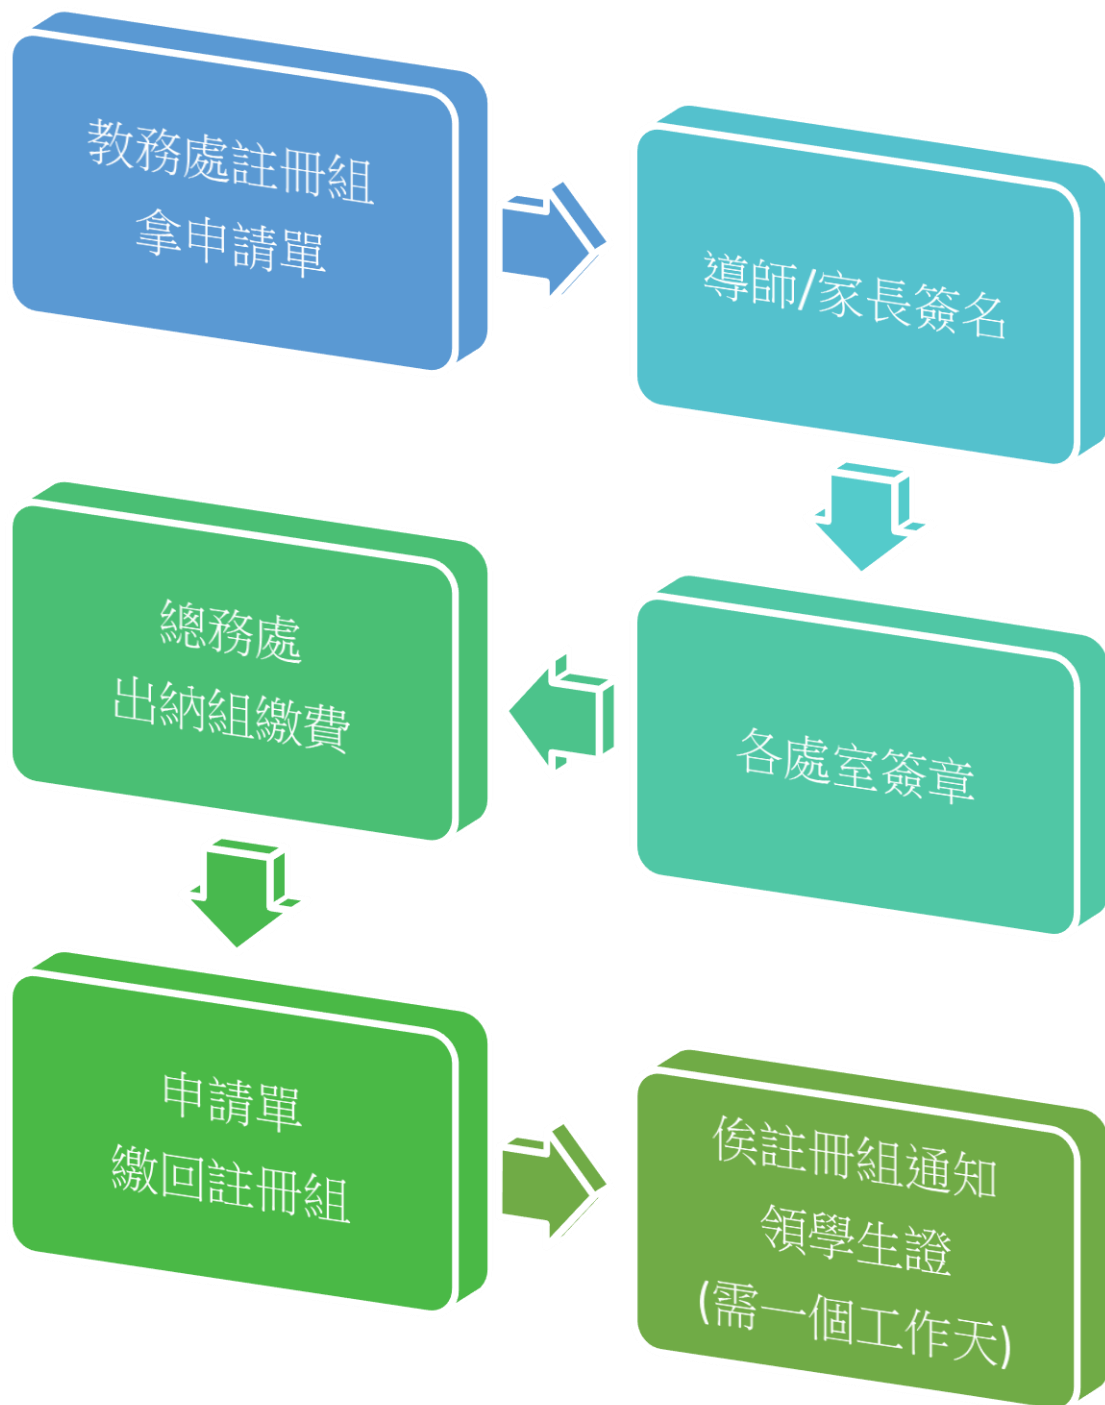 教務處註冊組
拿申請單
導師/家長簽名
各處室簽章
總務處
出納組繳費
申請單
繳回註冊組
俟註冊組通知
領學生證
(需一個工作天)